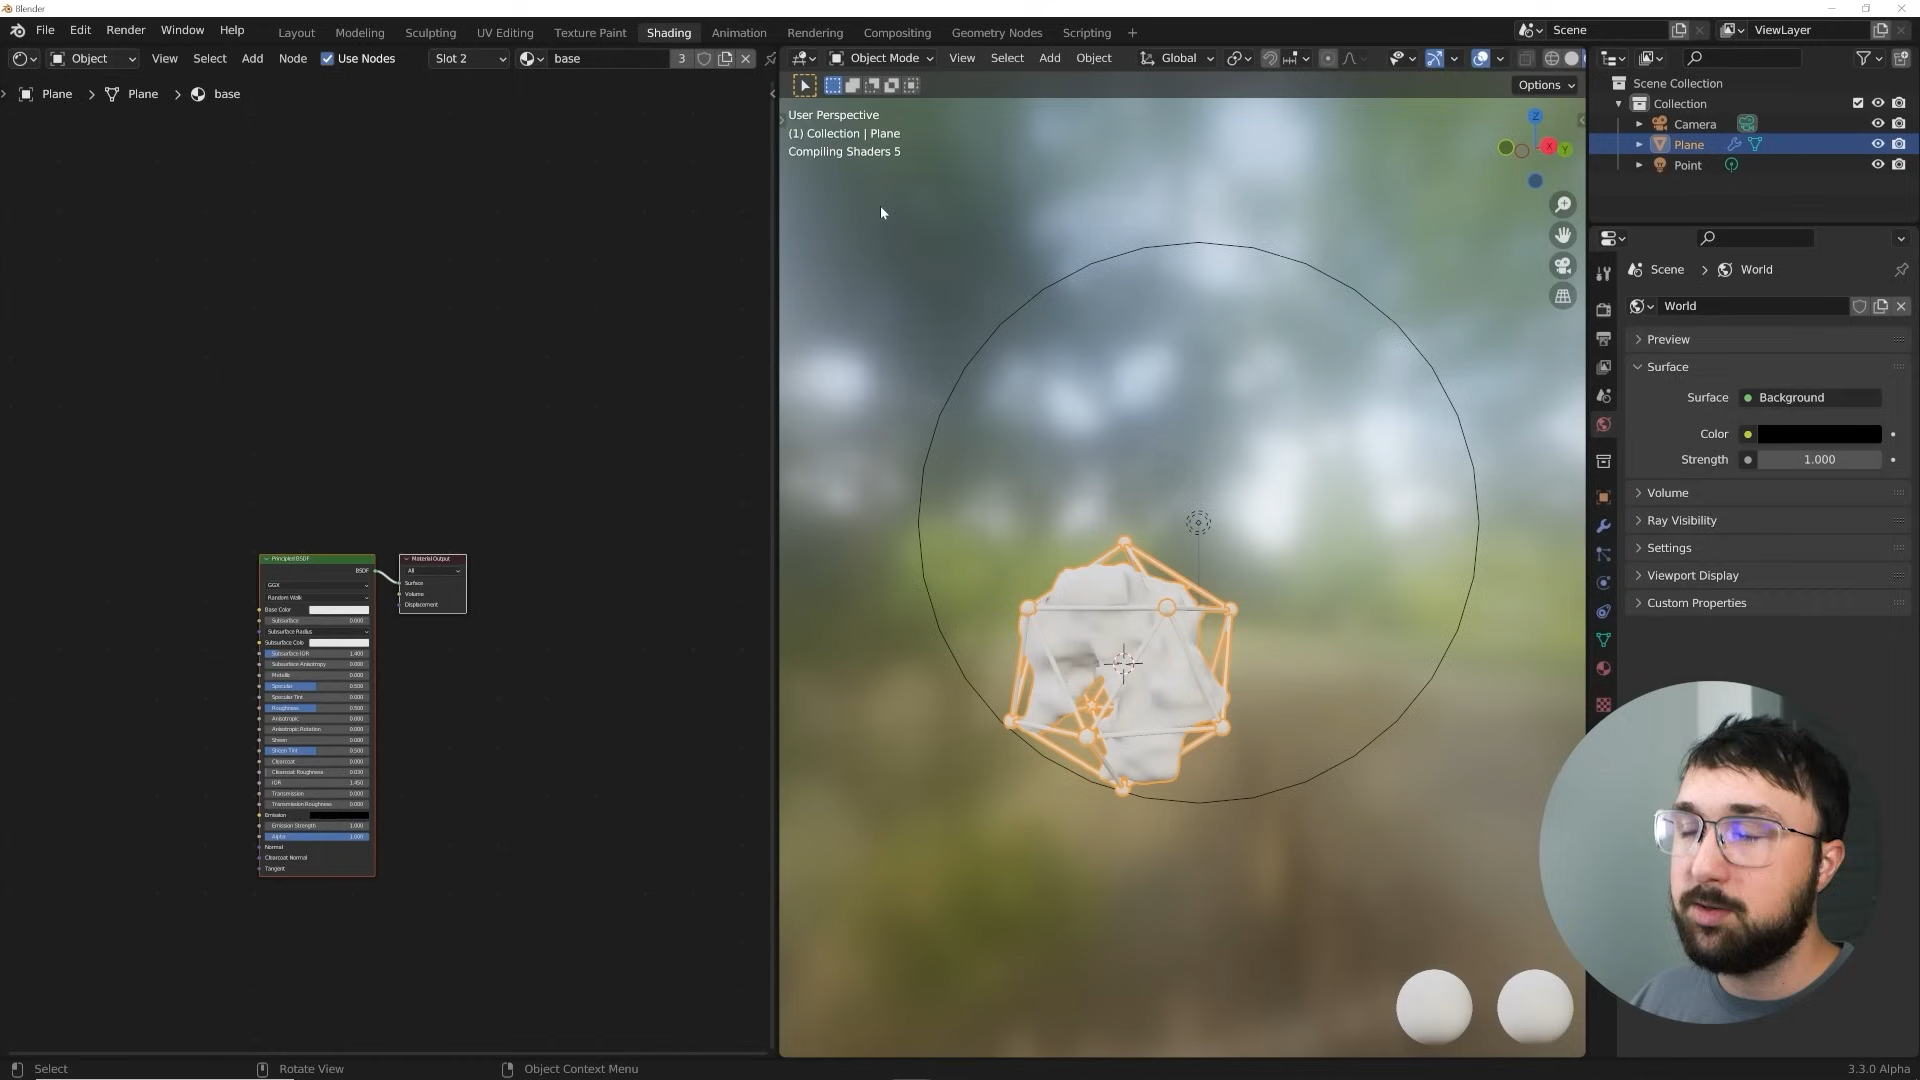 Blender
File Edit Render Window Help Layout Modeling Sculpting UV Editing Texture Paint Shading Animation Rendering Compositing Geometry Nodes Scripting + Scene ViewLayer
Object View Select Add Node Use Nodes Slot 2 base 3 Object Mode View Select Add Object Global
Options
Plane > Plane > base
User Perspective
(1) Collection | Plane
Compiling Shaders 5
Z
X
Y
Scene Collection
Collection
Camera
Plane
Point
Scene > World
World
Preview
Surface
Surface Background
Color
Strength 1.000
Volume
Ray Visibility
Settings
Viewport Display
Custom Properties
Principled BSDF
BSDF
GGX
Random Walk
Base Color
Subsurface 0.000
Subsurface Radius
Subsurface Colo
Subsurface IOR 1.400
Subsurface Anisotropy 0.000
Metallic 0.000
Specular 0.500
Specular Tint 0.000
Roughness 0.500
Anisotropic 0.000
Anisotropic Rotation 0.000
Sheen 0.000
Sheen Tint 0.500
Clearcoat 0.000
Clearcoat Roughness 0.030
IOR 1.450
Transmission 0.000
Transmission Roughness 0.000
Emission
Emission Strength 1.000
Alpha 1.000
Normal
Clearcoat Normal
Tangent
Material Output
All
Surface
Volume
Displacement
Select Rotate View Object Context Menu 3.3.0 Alpha